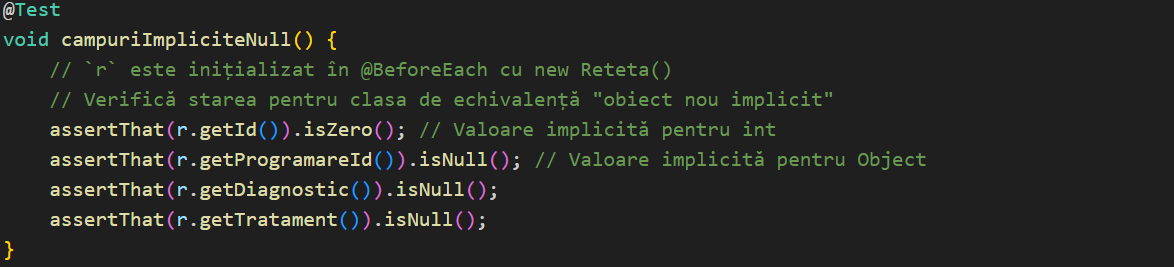 @Test
void campuriImpliciteNull() {
    // `r` este inițializat în @BeforeEach cu new Reteta()
    // Verifică starea pentru clasa de echivalență "obiect nou implicit"
    assertThat(r.getId()).isZero(); // Valoare implicită pentru int
    assertThat(r.getProgramareId()).isNull(); // Valoare implicită pentru Object
    assertThat(r.getDiagnostic()).isNull();
    assertThat(r.getTratament()).isNull();
}